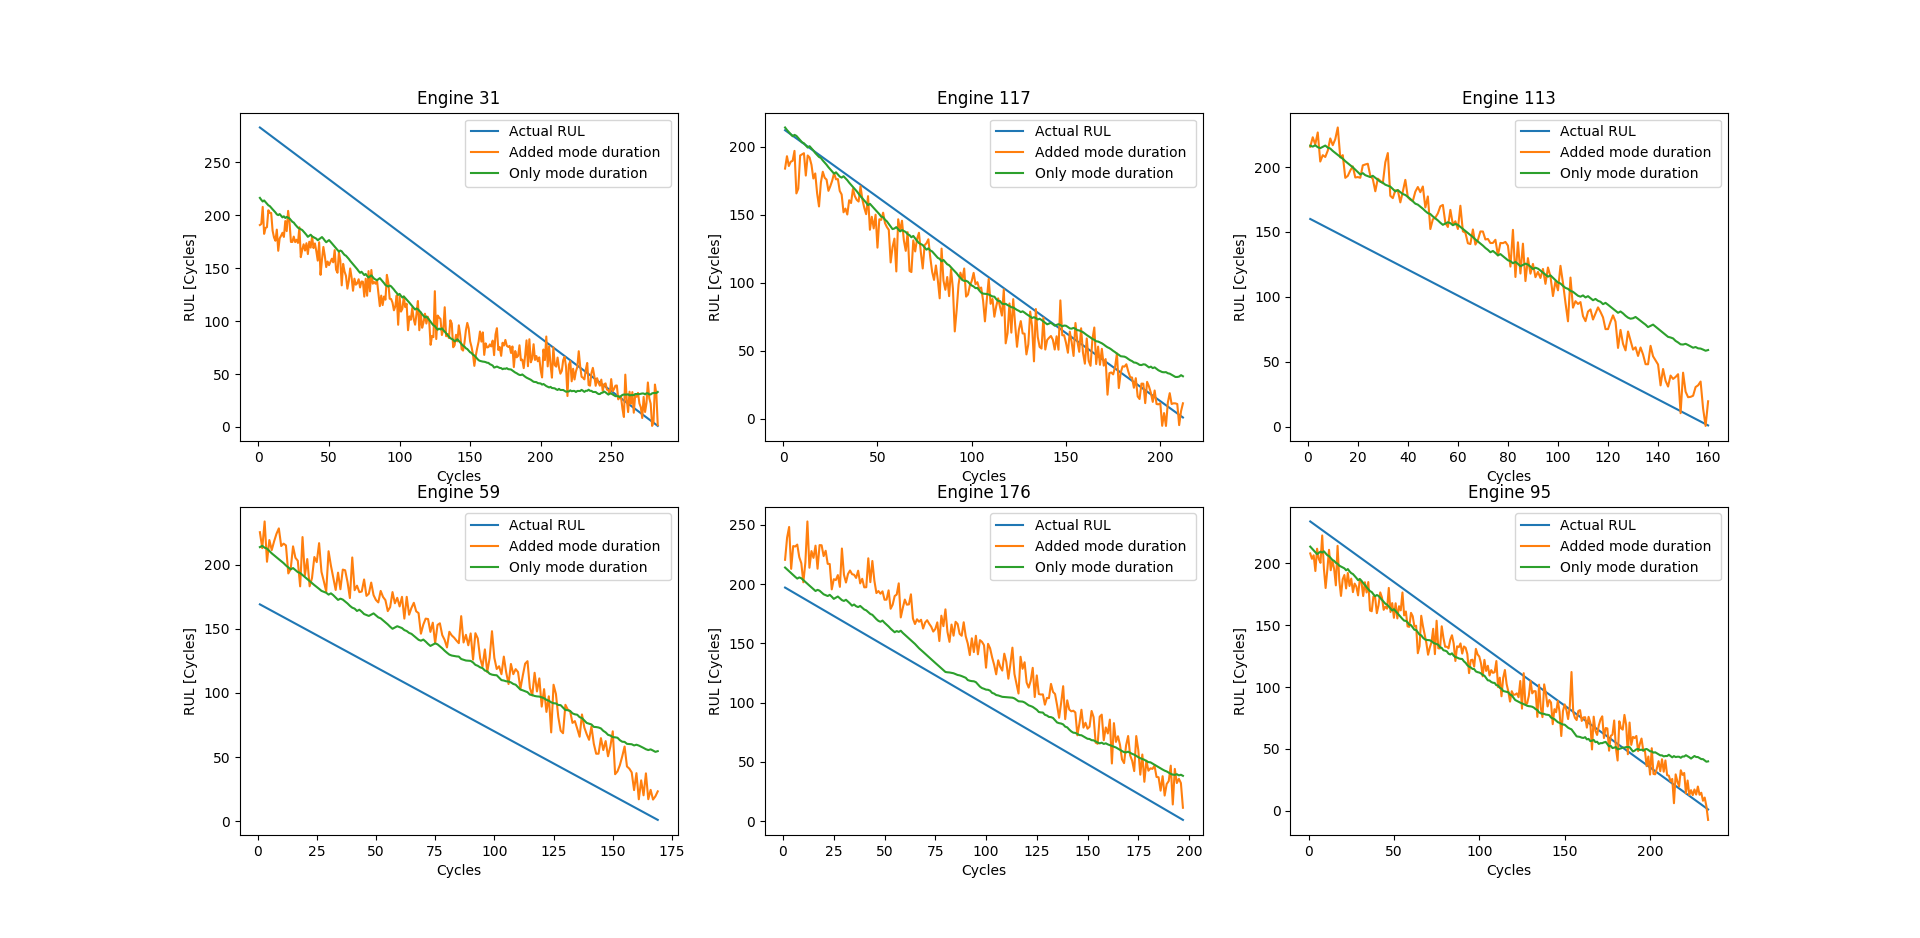 Engine 31
Actual RUL
Added mode duration
Only mode duration
RUL [Cycles]
250
200
150
100
50
0
0 50 100 150 200 250
Cycles
Engine 117
Actual RUL
Added mode duration
Only mode duration
RUL [Cycles]
200
150
100
50
0
0 50 100 150 200
Cycles
Engine 113
Actual RUL
Added mode duration
Only mode duration
RUL [Cycles]
200
150
100
50
0
0 20 40 60 80 100 120 140 160
Cycles
Engine 59
Actual RUL
Added mode duration
Only mode duration
RUL [Cycles]
200
150
100
50
0
0 25 50 75 100 125 150 175
Cycles
Engine 176
Actual RUL
Added mode duration
Only mode duration
RUL [Cycles]
250
200
150
100
50
0
0 25 50 75 100 125 150 175 200
Cycles
Engine 95
Actual RUL
Added mode duration
Only mode duration
RUL [Cycles]
200
150
100
50
0
0 50 100 150 200
Cycles